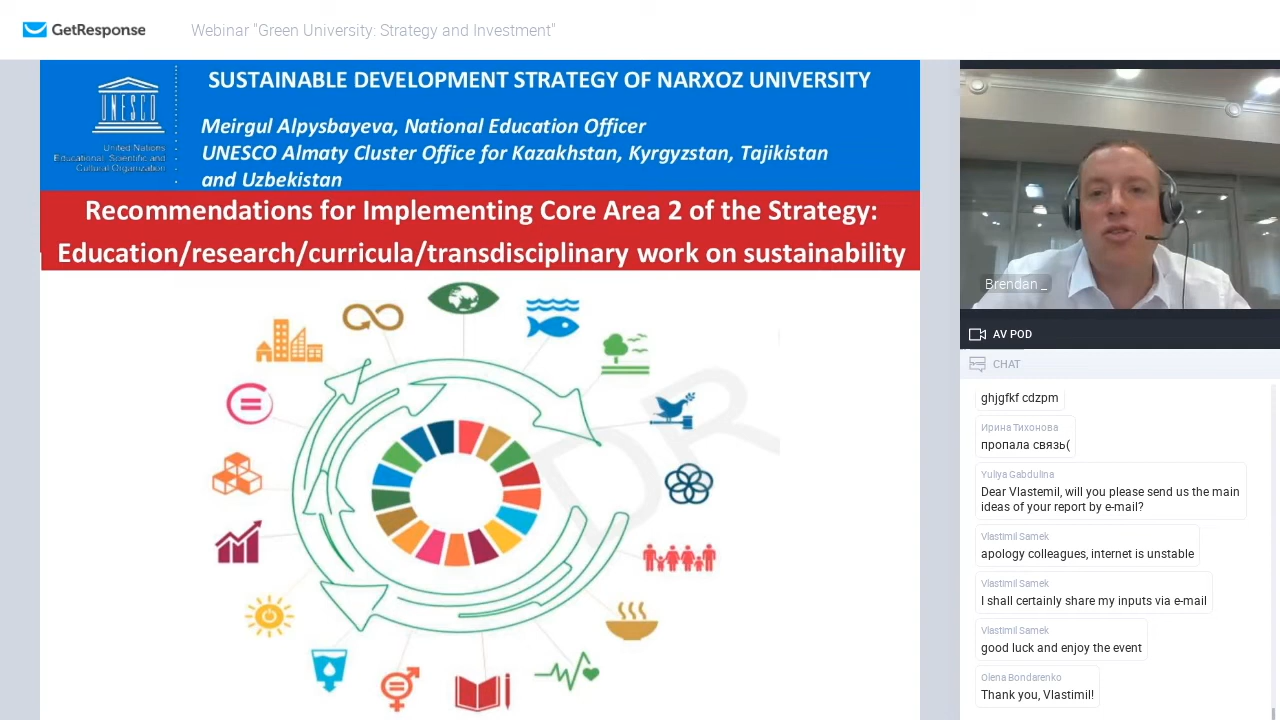 GetResponse
Webinar "Green University: Strategy and Investment"
UNESCO
United Nations
Educational, Scientific and
Cultural Organization
SUSTAINABLE DEVELOPMENT STRATEGY OF NARXOZ UNIVERSITY
Meirgul Alpysbayeva, National Education Officer
UNESCO Almaty Cluster Office for Kazakhstan, Kyrgyzstan, Tajikistan
and Uzbekistan
Recommendations for Implementing Core Area 2 of the Strategy:
Education/research/curricula/transdisciplinary work on sustainability
DR
Brendan _
AV POD
CHAT
ghjgfkf cdzpm
Ирина Тихонова
пропала связь(
Yuliya Gabdulina
Dear Vlastemil, will you please send us the main
ideas of your report by e-mail?
Vlastimil Samek
apology colleagues, internet is unstable
Vlastimil Samek
I shall certainly share my inputs via e-mail
Vlastimil Samek
good luck and enjoy the event
Olena Bondarenko
Thank you, Vlastimil!